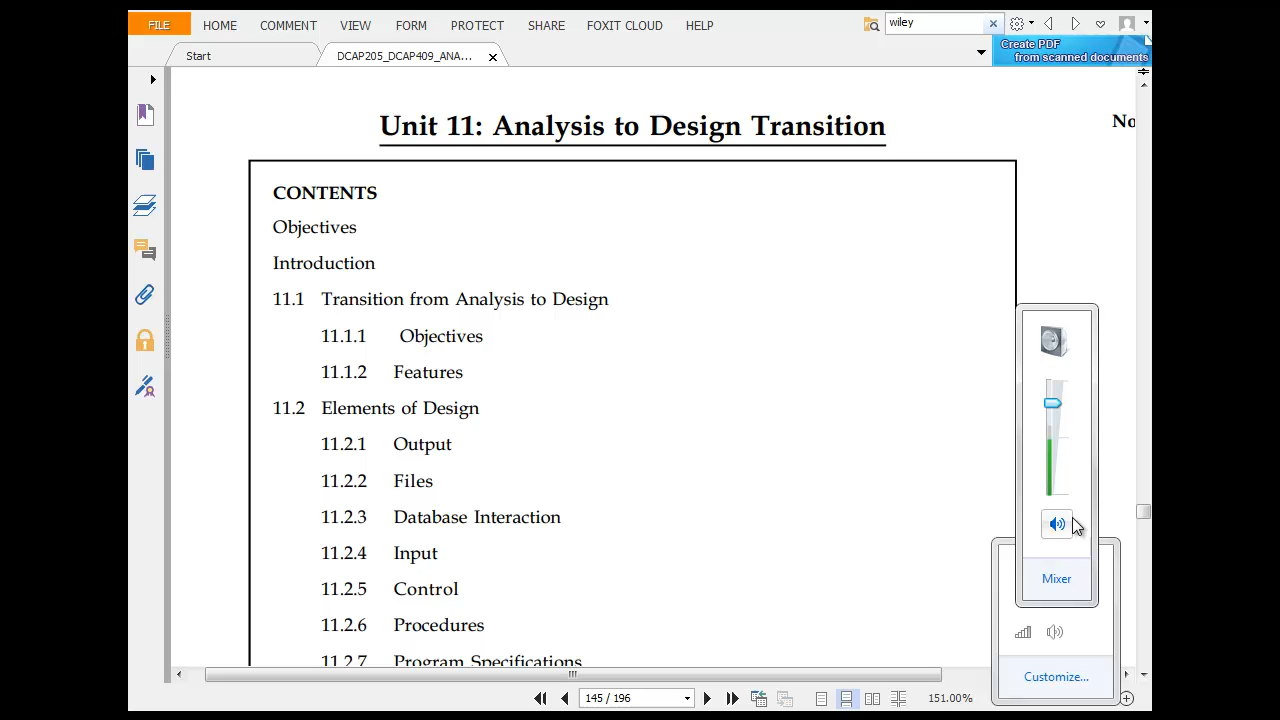 FILE HOME COMMENT VIEW FORM PROTECT SHARE FOXIT CLOUD HELP wiley
Start DCAP205_DCAP409_ANA...
Create PDF
from scanned documents
Unit 11: Analysis to Design Transition
No
CONTENTS
Objectives
Introduction
11.1 Transition from Analysis to Design
11.1.1 Objectives
11.1.2 Features
11.2 Elements of Design
11.2.1 Output
11.2.2 Files
11.2.3 Database Interaction
11.2.4 Input
11.2.5 Control
11.2.6 Procedures
11.2.7 Program Specifications
Mixer
Customize...
145 / 196
151.00%